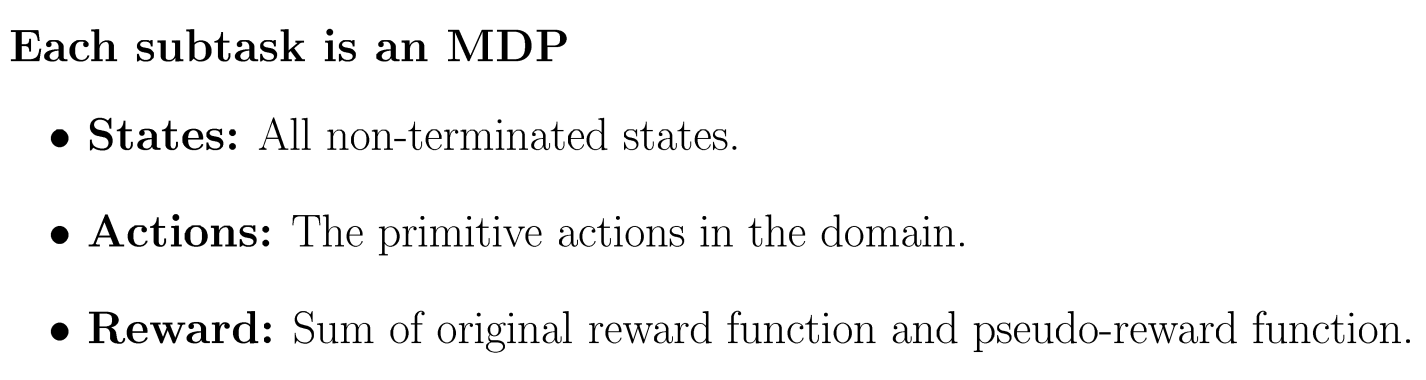 Each subtask is an MDP
• States: All non-terminated states.
• Actions: The primitive actions in the domain.
• Reward: Sum of original reward function and pseudo-reward function.